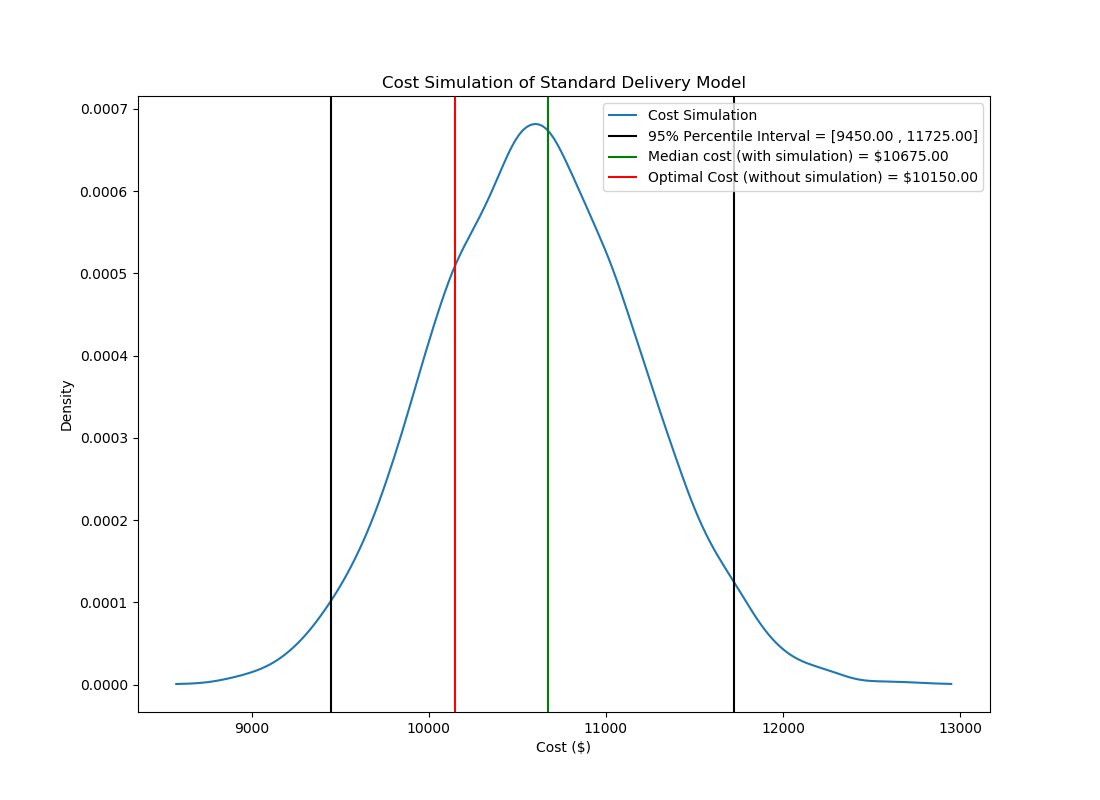 Cost Simulation of Standard Delivery Model
Cost Simulation
95% Percentile Interval = [9450.00 , 11725.00]
Median cost (with simulation) = $10675.00
Optimal Cost (without simulation) = $10150.00
0.0007
0.0006
0.0005
0.0004
0.0003
0.0002
0.0001
0.0000
Density
9000 10000 11000 12000 13000
Cost ($)